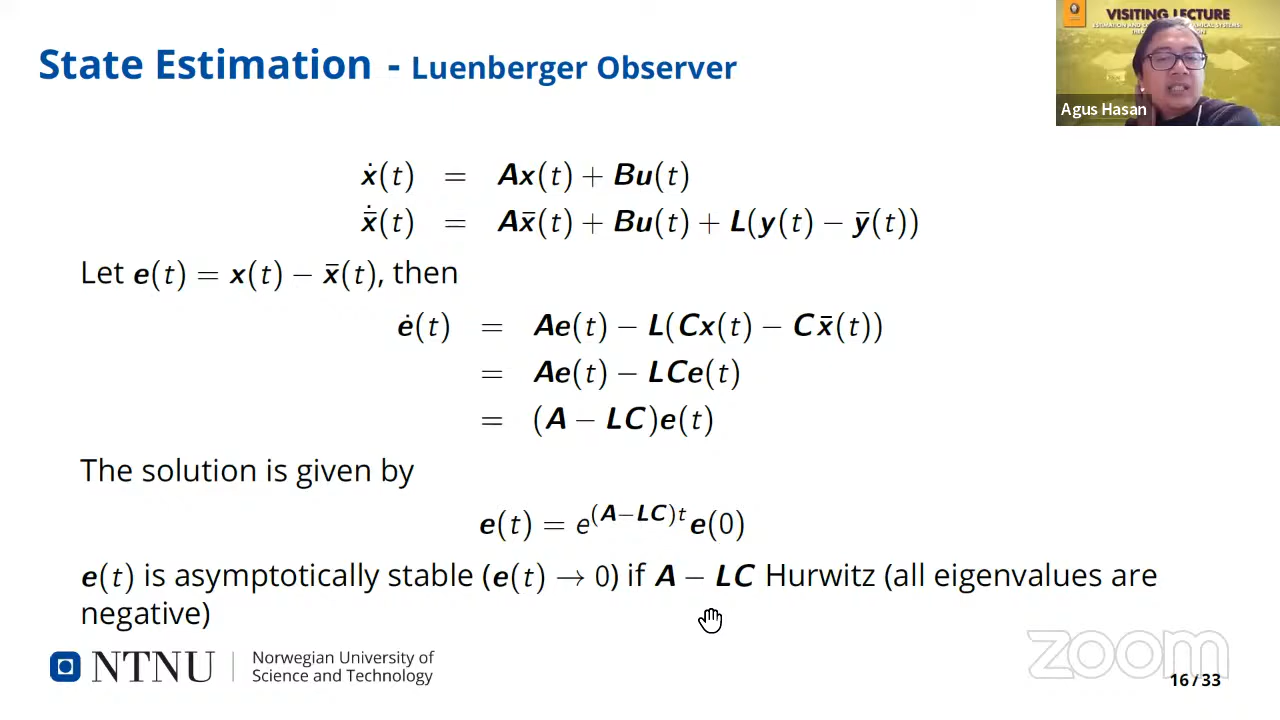 State Estimation - Luenberger Observer
VISITING LECTURE
Agus Hasan
ẋ(t) = Ax(t) + Bu(t)
x̄̇(t) = Ax̄(t) + Bu(t) + L(y(t) − ȳ(t))
Let e(t) = x(t) − x̄(t), then
ė(t) = Ae(t) − L(Cx(t) − Cx̄(t))
= Ae(t) − LCe(t)
= (A − LC)e(t)
The solution is given by
e(t) = e^(A−LC)t e(0)
e(t) is asymptotically stable (e(t) → 0) if A − LC Hurwitz (all eigenvalues are
negative)
NTNU
Norwegian University of
Science and Technology
zoom
16 / 33